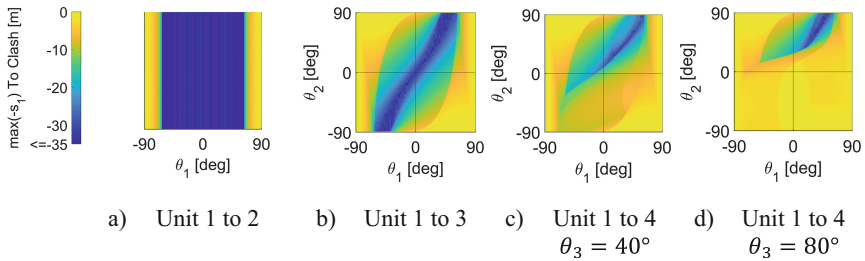 max(-s₁) To Clash [m]
0
-10
-20
-30
<=-35
-90 0 90
θ₁ [deg]
a) Unit 1 to 2
θ₂ [deg]
90
0
-90
-90 0 90
θ₁ [deg]
b) Unit 1 to 3
θ₂ [deg]
90
0
-90
-90 0 90
θ₁ [deg]
c) Unit 1 to 4
θ₃ = 40°
θ₂ [deg]
90
0
-90
-90 0 90
θ₁ [deg]
d) Unit 1 to 4
θ₃ = 80°